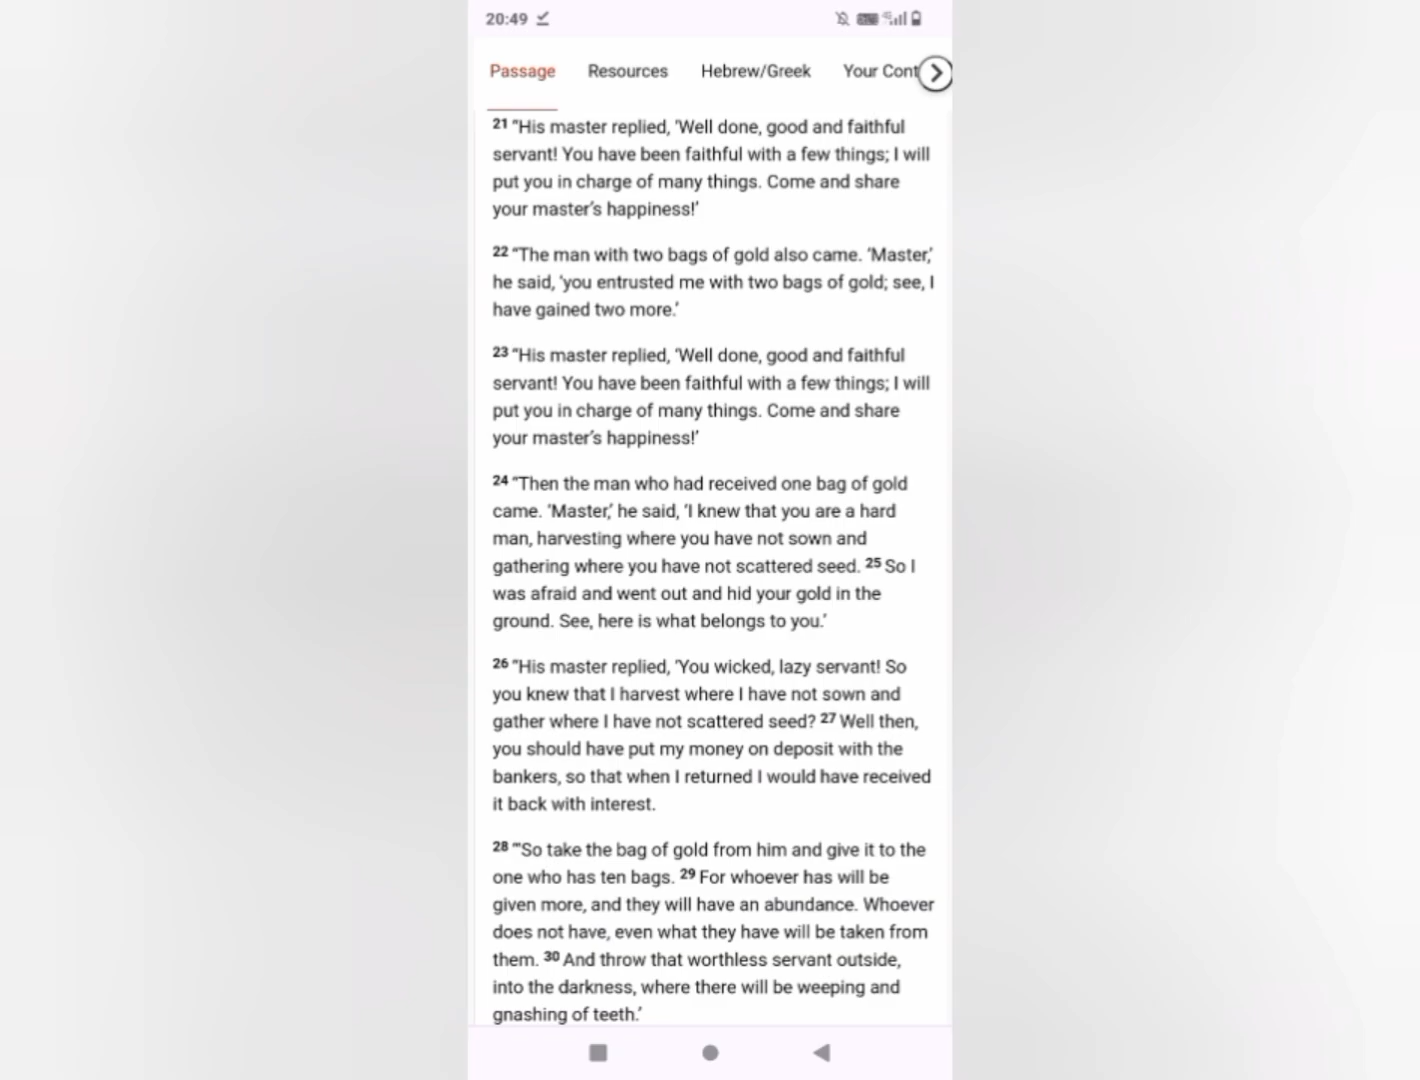 20:49
Passage Resources Hebrew/Greek Your Cont
21 "His master replied, 'Well done, good and faithful
servant! You have been faithful with a few things; I will
put you in charge of many things. Come and share
your master's happiness!'
22 "The man with two bags of gold also came. 'Master,'
he said, 'you entrusted me with two bags of gold; see, I
have gained two more.'
23 "His master replied, 'Well done, good and faithful
servant! You have been faithful with a few things; I will
put you in charge of many things. Come and share
your master's happiness!'
24 "Then the man who had received one bag of gold
came. 'Master,' he said, 'I knew that you are a hard
man, harvesting where you have not sown and
gathering where you have not scattered seed. 25 So I
was afraid and went out and hid your gold in the
ground. See, here is what belongs to you.'
26 "His master replied, 'You wicked, lazy servant! So
you knew that I harvest where I have not sown and
gather where I have not scattered seed? 27 Well then,
you should have put my money on deposit with the
bankers, so that when I returned I would have received
it back with interest.
28 "'So take the bag of gold from him and give it to the
one who has ten bags. 29 For whoever has will be
given more, and they will have an abundance. Whoever
does not have, even what they have will be taken from
them. 30 And throw that worthless servant outside,
into the darkness, where there will be weeping and
gnashing of teeth.'